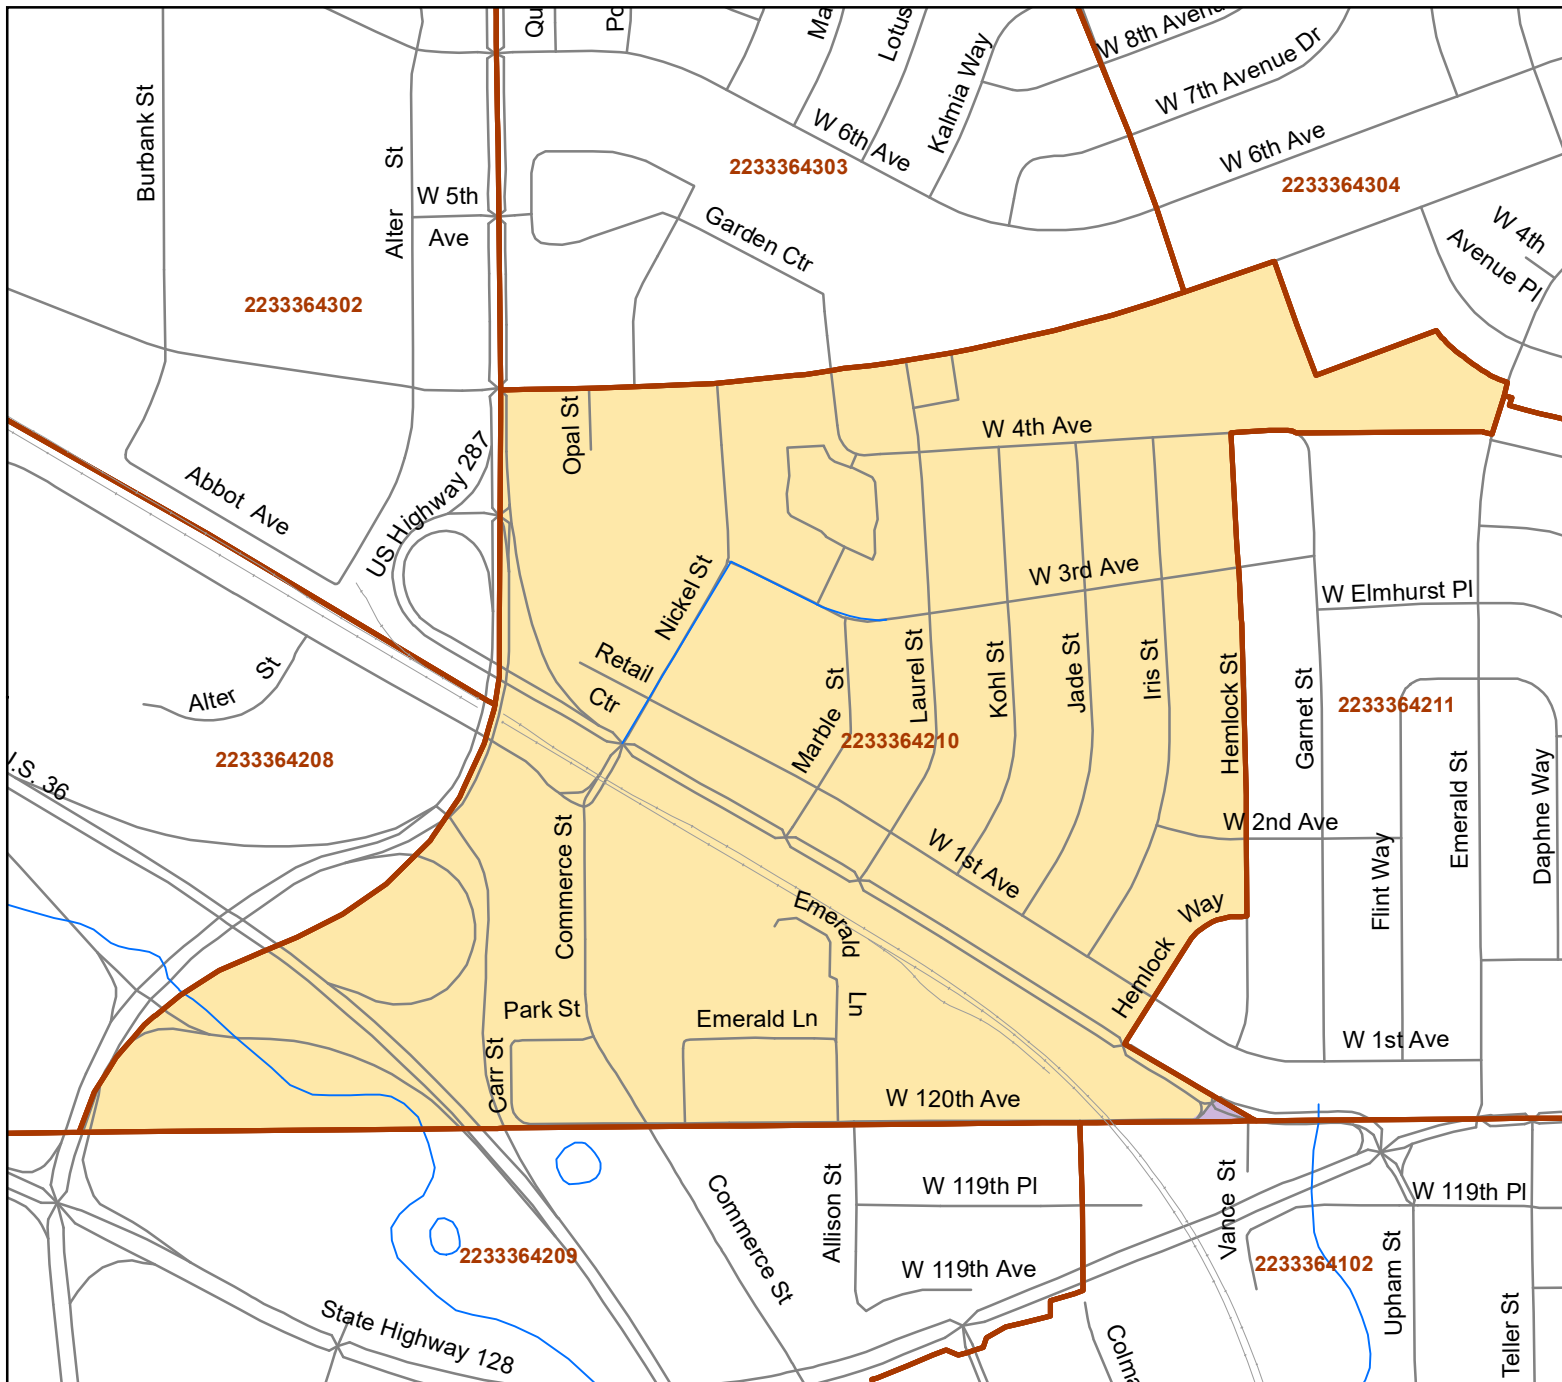 Qu
Po
Ma
Lotus
Kalmia Way
W 8th Avenu
W 7th Avenue Dr
W 6th Ave
W 6th Ave
Burbank St
Alter St
W 5th
Ave
2233364303
2233364304
Garden Ctr
W 4th
Avenue Pl
2233364302
Opal St
W 4th Ave
US Highway 287
Abbot Ave
Nickel St
W 3rd Ave
W Elmhurst Pl
Retail
Ctr
Alter St
Marble St
Laurel St
Kohl St
Jade St
Iris St
Hemlock St
Garnet St
2233364211
2233364210
2233364208
J.S. 36
Commerce St
W 1st Ave
W 2nd Ave
Flint Way
Emerald St
Daphne Way
Emerald
Ln
Hemlock Way
Park St
Emerald Ln
Carr St
W 120th Ave
W 1st Ave
Commerce St
Allison St
W 119th Pl
Vance St
W 119th Pl
2233364209
W 119th Ave
2233364102
Upham St
Teller St
State Highway 128
Colma